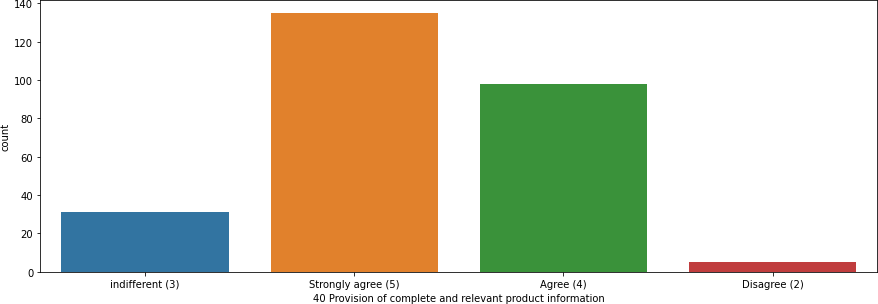 140
120
100
80
60
40
20
0
count
indifferent (3) Strongly agree (5) Agree (4) Disagree (2)
40 Provision of complete and relevant product information